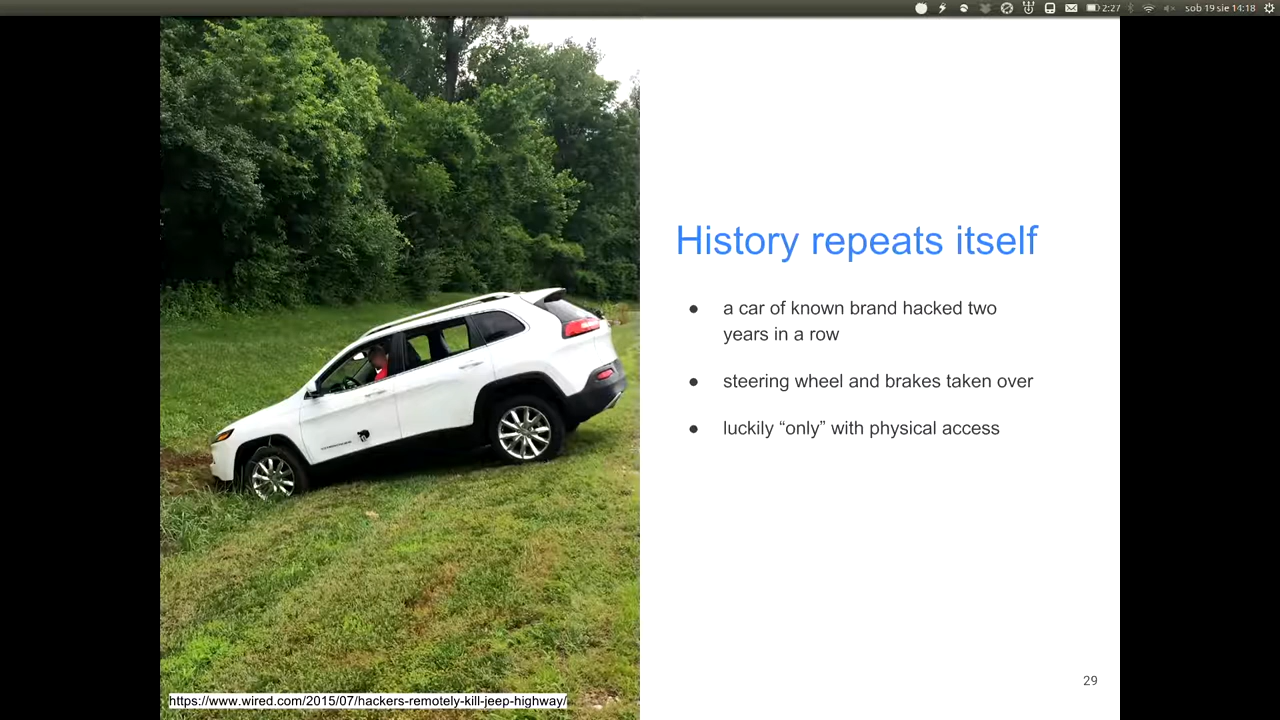 2:27 sob 19 sie 14:18
History repeats itself
● a car of known brand hacked two
years in a row
● steering wheel and brakes taken over
● luckily “only” with physical access
29
https://www.wired.com/2015/07/hackers-remotely-kill-jeep-highway/